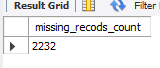 Result Grid
Filter
missing_recods_count
2232